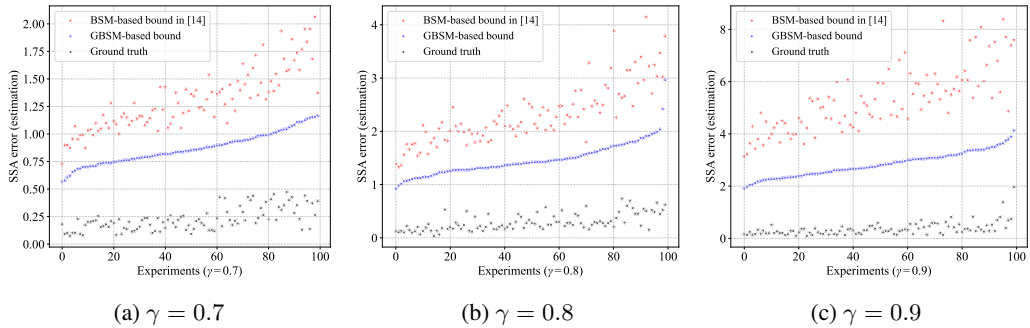 SSA error (estimation)
2.00
1.75
1.50
1.25
1.00
0.75
0.50
0.25
0.00
BSM-based bound in [14]
GBSM-based bound
Ground truth
0 20 40 60 80 100
Experiments (γ=0.7)
(a) γ = 0.7
SSA error (estimation)
4
3
2
1
0
BSM-based bound in [14]
GBSM-based bound
Ground truth
0 20 40 60 80 100
Experiments (γ=0.8)
(b) γ = 0.8
SSA error (estimation)
8
6
4
2
0
BSM-based bound in [14]
GBSM-based bound
Ground truth
0 20 40 60 80 100
Experiments (γ=0.9)
(c) γ = 0.9